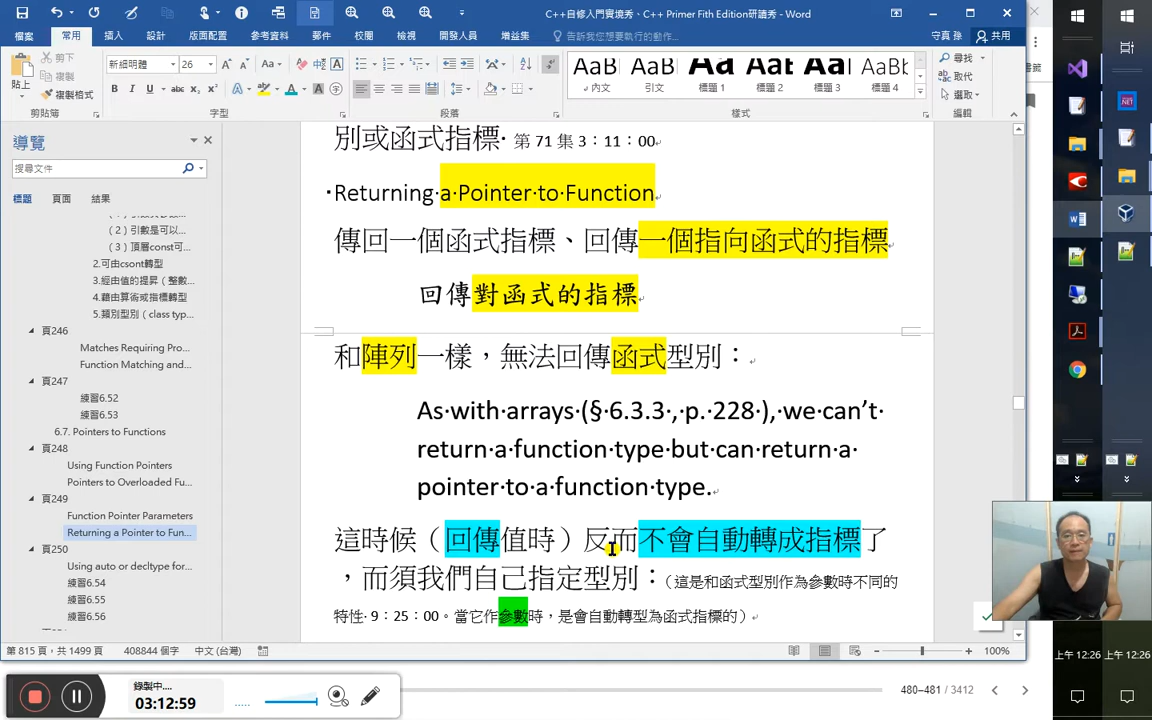 C++自修入門實境秀、C++ Primer Fifth Edition研讀秀 - Word
檔案 常用 插入 設計 版面配置 參考資料 郵件 校閱 檢視 開發人員 增益集 告訴我您想要執行的動作... 守真 孫 共用
貼上 剪下 複製 複製格式
新細明體 26
AaB AaB AaB AaB AaB AaBb
內文 內文 標題 1 標題 2 標題 3 標題 4
尋找 取代 選取
剪貼簿 字型 段落 樣式 編輯
導覽
搜尋文件
標題 頁面 結果
(2)引數是可以...
(3)頂層const可...
2.可由csont轉型
3.經由值的提昇(整數...
4.藉由算術或指標轉型
5.類別型別(class typ...
頁246
Matches Requiring Pro...
Function Matching and...
頁247
練習6.52
練習6.53
6.7. Pointers to Functions
頁248
Using Function Pointers
Pointers to Overloaded Fu...
頁249
Function Pointer Parameters
Returning a Pointer to Fun...
頁250
Using auto or decltype for...
練習6.54
練習6.55
練習6.56
別或函式指標 第 71 集 3:11:00
Returning a Pointer to Function
傳回一個函式指標、回傳一個指向函式的指標
回傳對函式的指標
和陣列一樣,無法回傳函式型別:
As with arrays (§ 6.3.3 , p. 228 ), we can't
return a function type but can return a
pointer to a function type.
這時候(回傳值時)反而不會自動轉成指標了
,而須我們自己指定型別:(這是和函式型別作為參數時不同的
特性 9:25:00。當它作參數時,是會自動轉型為函式指標的)
第 815 頁,共 1499 頁 408844 個字 中文 (台灣) 100%
錄製中...
03:12:59
480–481 / 3412
上午 12:26 上午 12:26